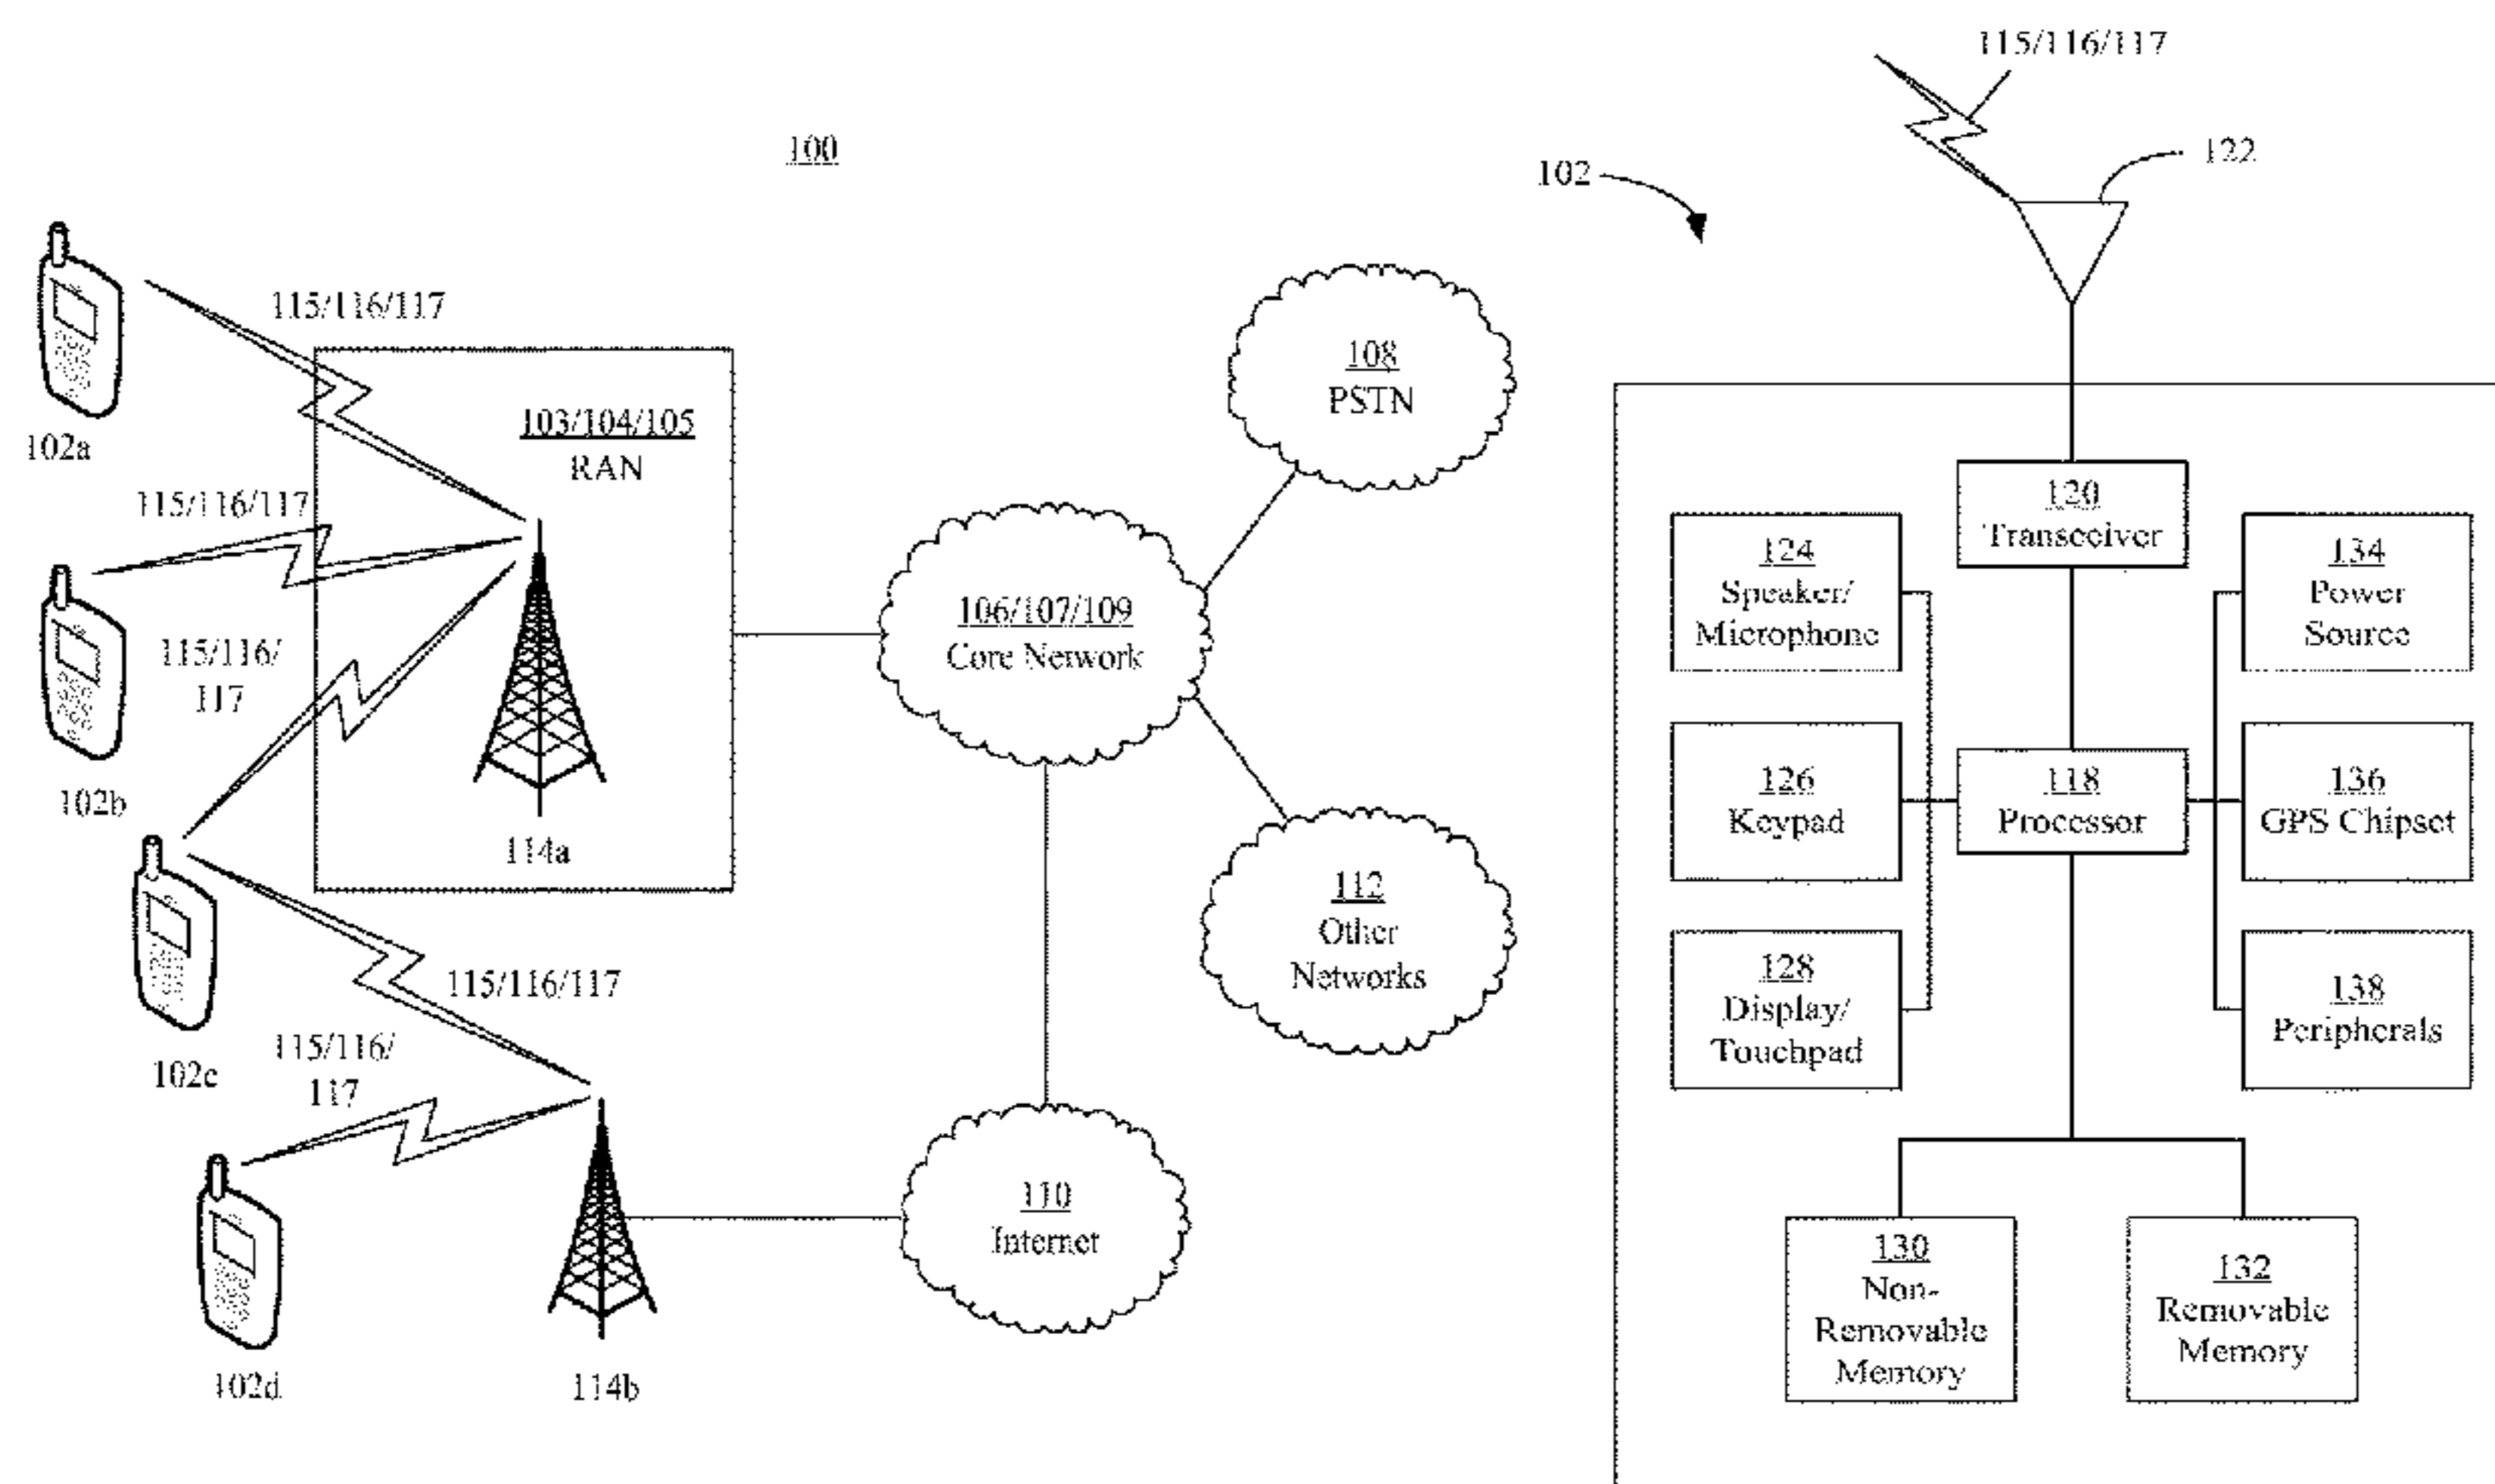 100
102a
115/116/117
103/104/105
RAN
115/116/117
102b
115/116/
117
114a
102c
115/116/117
115/116/
117
102d
114b
106/107/109
Core Network
108
PSTN
112
Other
Networks
110
Internet
102
115/116/117
122
120
Transceiver
124
Speaker/
Microphone
134
Power
Source
126
Keypad
118
Processor
136
GPS Chipset
128
Display/
Touchpad
138
Peripherals
130
Non-
Removable
Memory
132
Removable
Memory